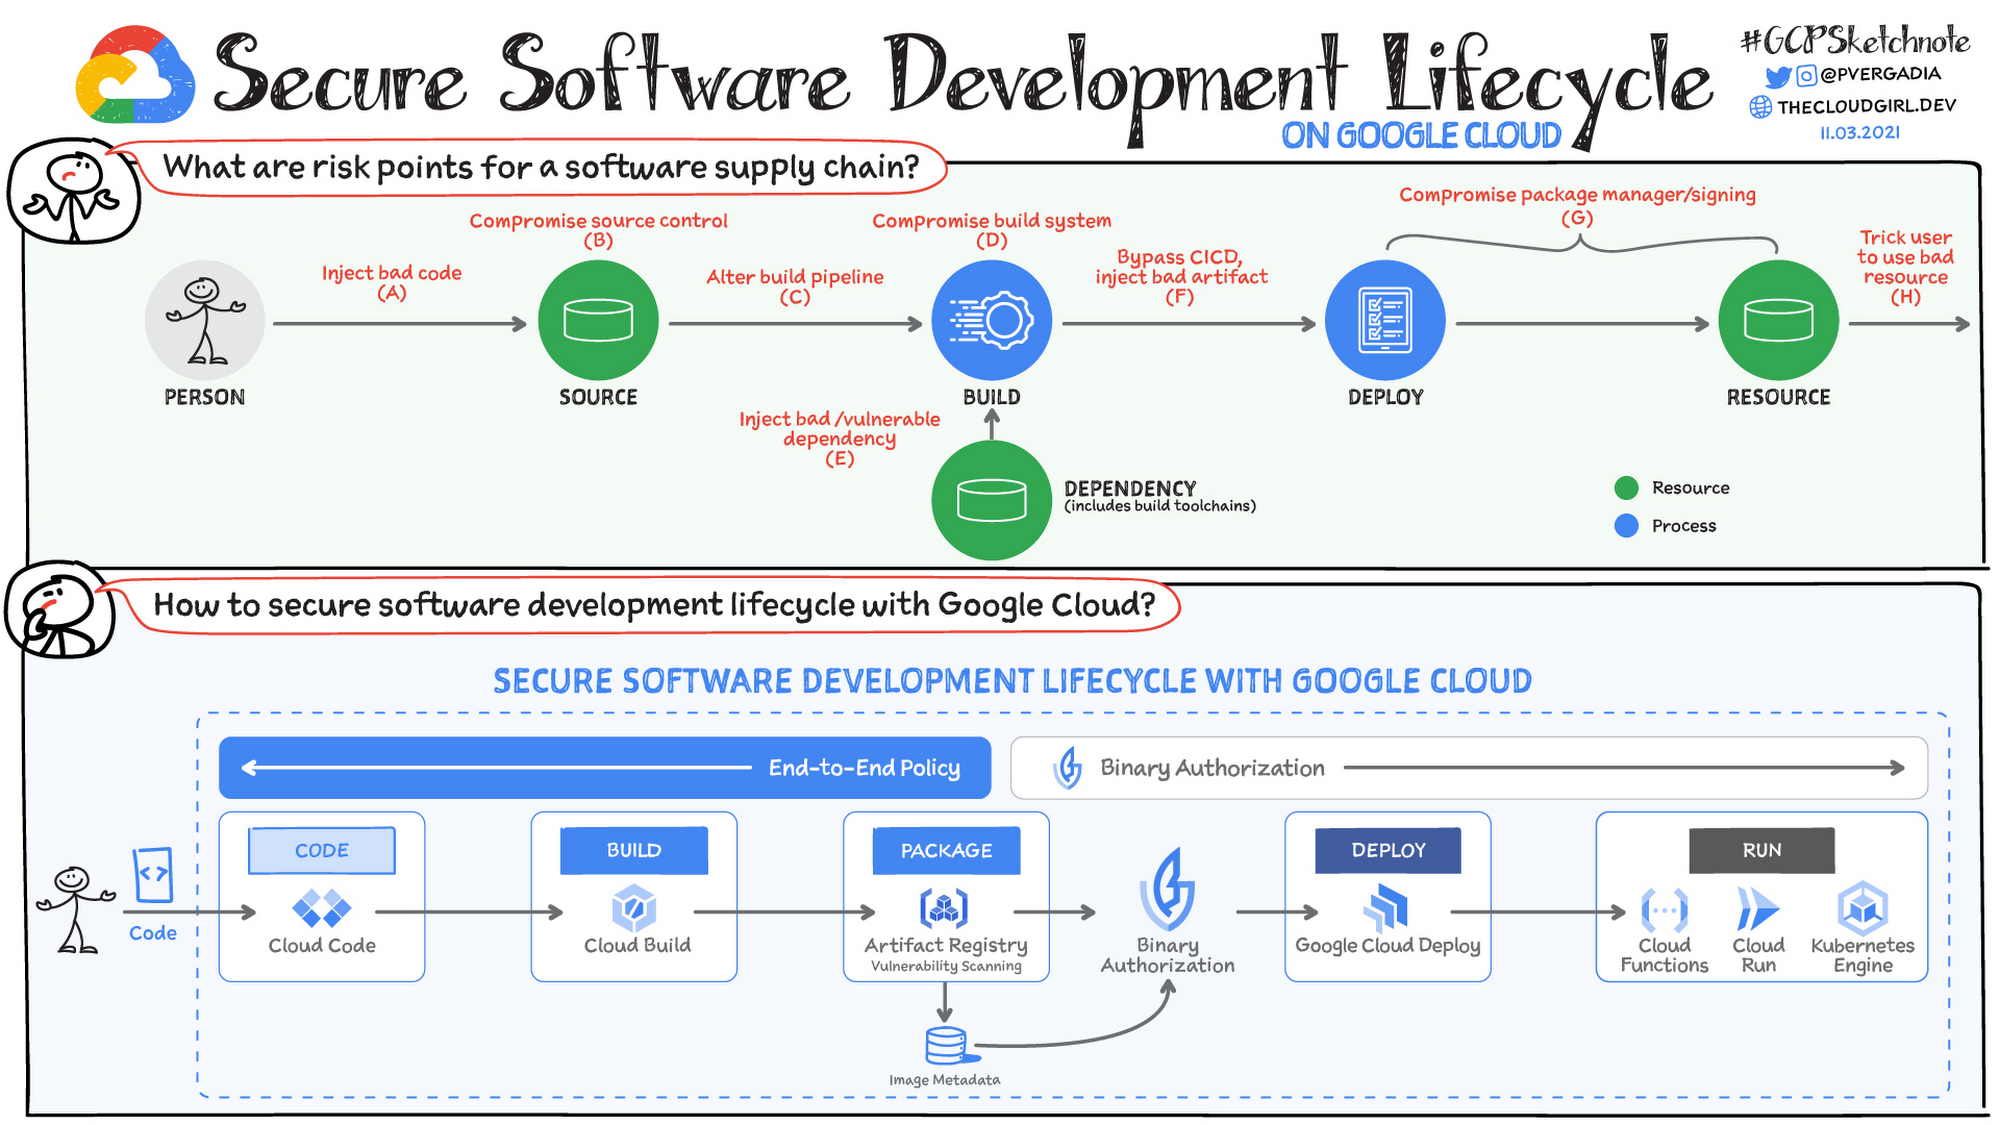 Secure Software Development Lifecycle
ON GOOGLE CLOUD
#GCPSketchnote
@PVERGADIA
THECLOUDGIRL.DEV
11.03.2021
What are risk points for a software supply chain?
Inject bad code
(A)
Compromise source control
(B)
Alter build pipeline
(C)
Compromise build system
(D)
Bypass CICD,
inject bad artifact
(F)
Compromise package manager/signing
(G)
Trick user
to use bad
resource
(H)
PERSON
SOURCE
BUILD
DEPLOY
RESOURCE
Inject bad /vulnerable
dependency
(E)
DEPENDENCY
(includes build toolchains)
Resource
Process
How to secure software development lifecycle with Google Cloud?
SECURE SOFTWARE DEVELOPMENT LIFECYCLE WITH GOOGLE CLOUD
End-to-End Policy
Binary Authorization
Code
CODE
Cloud Code
BUILD
Cloud Build
PACKAGE
Artifact Registry
Vulnerability Scanning
Image Metadata
Binary
Authorization
DEPLOY
Google Cloud Deploy
RUN
Cloud
Functions
Cloud
Run
Kubernetes
Engine